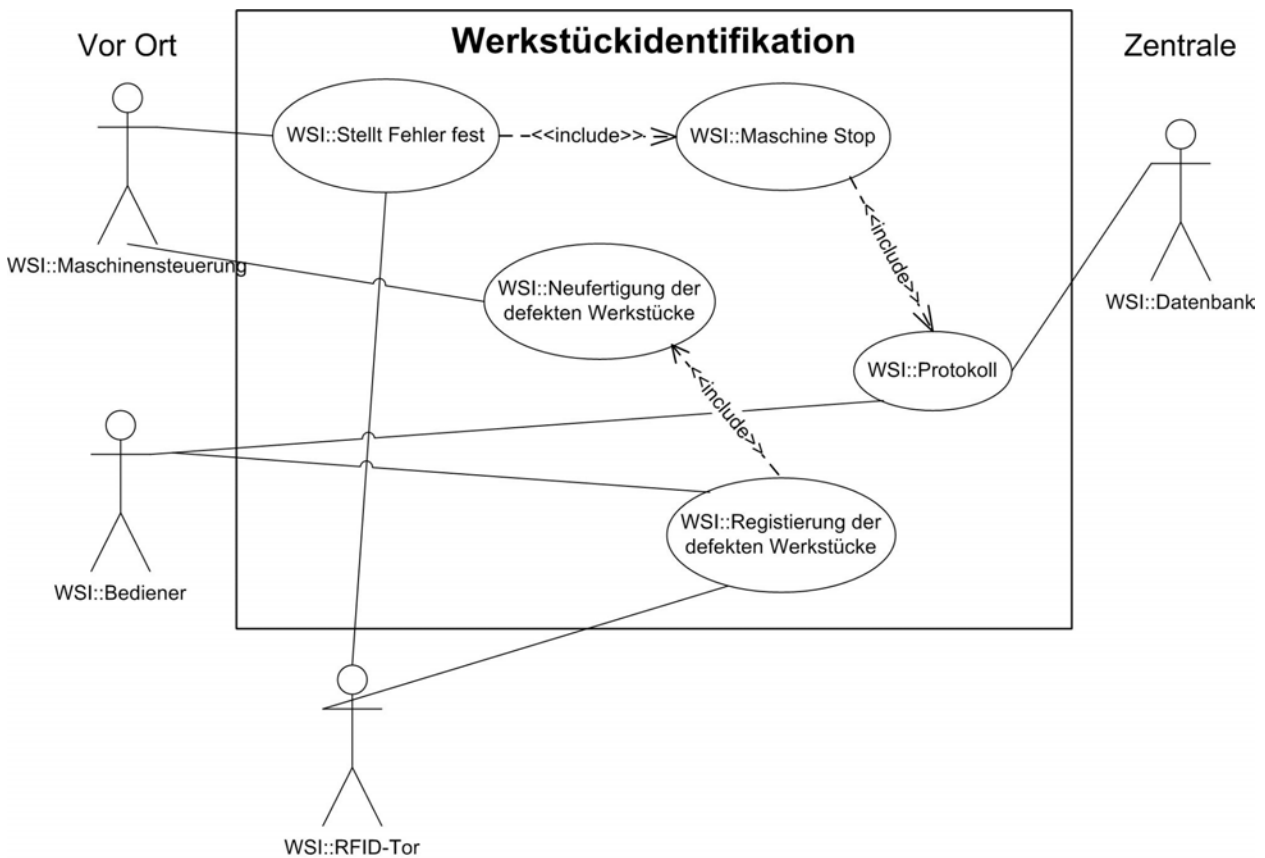 Werkstückidentifikation
Vor Ort
Zentrale
WSI::Stellt Fehler fest
<<include>>
WSI::Maschine Stop
<<include>>
WSI::Maschinensteuerung
WSI::Neufertigung der
defekten Werkstücke
WSI::Datenbank
WSI::Protokoll
<<include>>
WSI::Registierung der
defekten Werkstücke
WSI::Bediener
WSI::RFID-Tor